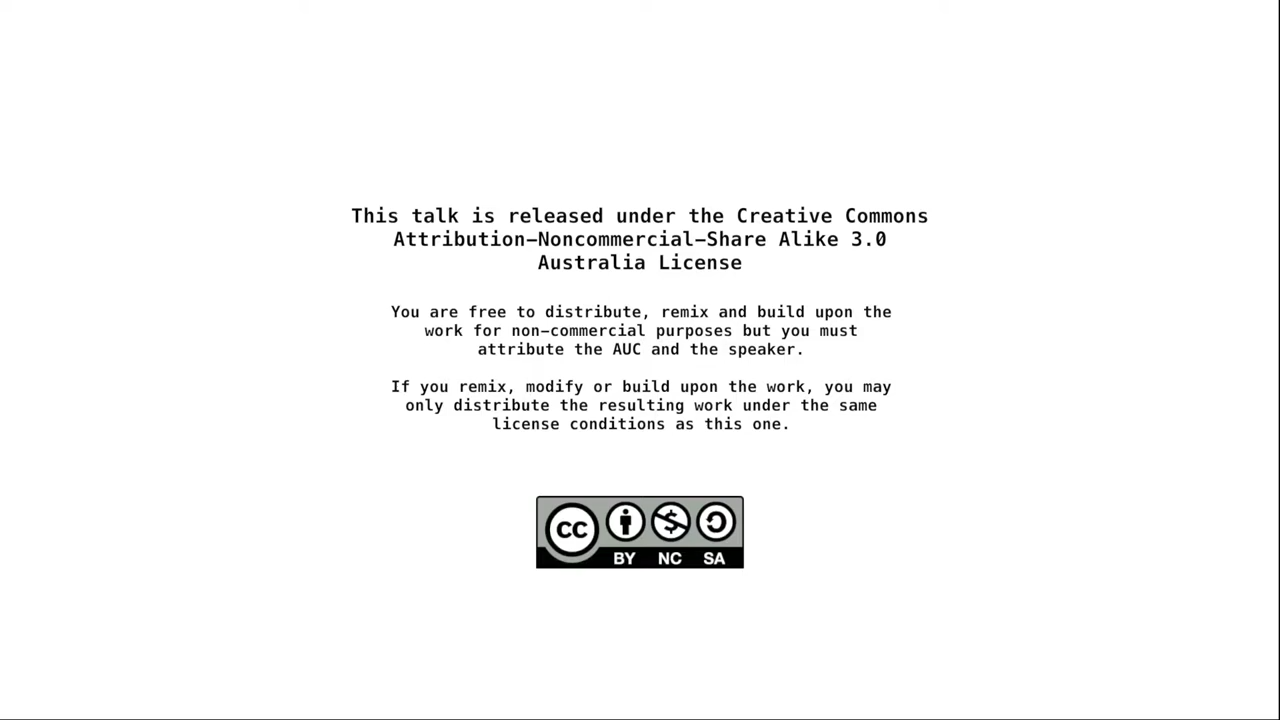 This talk is released under the Creative Commons
Attribution-Noncommercial-Share Alike 3.0
Australia License
You are free to distribute, remix and build upon the
work for non-commercial purposes but you must
attribute the AUC and the speaker.
If you remix, modify or build upon the work, you may
only distribute the resulting work under the same
license conditions as this one.
CC
BY NC SA